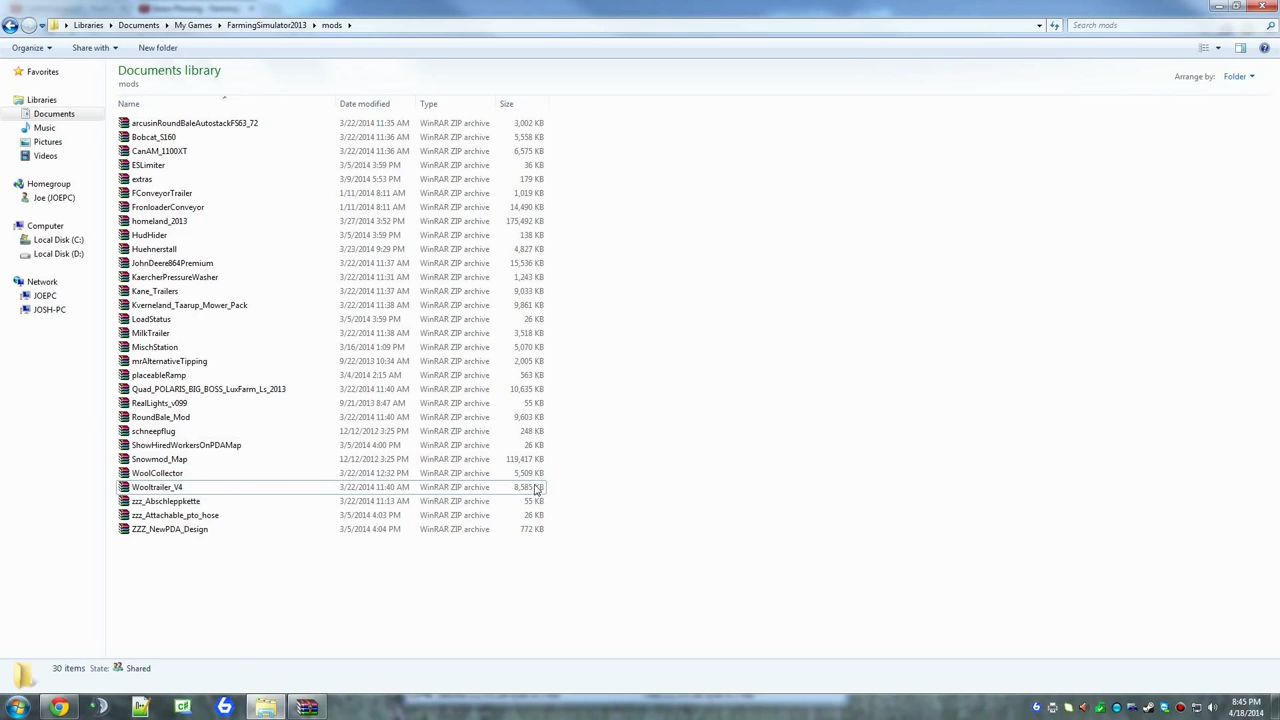 Libraries ▸ Documents ▸ My Games ▸ FarmingSimulator2013 ▸ mods ▸
Search mods
Organize ▾ Share with ▾ New folder
Favorites
Libraries
Documents
Music
Pictures
Videos
Homegroup
Joe (JOEPC)
Computer
Local Disk (C:)
Local Disk (D:)
Network
JOEPC
JOSH-PC
Documents library
mods
Arrange by: Folder ▾
Name Date modified Type Size
arcusinRoundBaleAutostackFS63_72 3/22/2014 11:35 AM WinRAR ZIP archive 3,002 KB
Bobcat_S160 3/22/2014 11:36 AM WinRAR ZIP archive 5,558 KB
CanAM_1100XT 3/22/2014 11:36 AM WinRAR ZIP archive 6,575 KB
ESLimiter 3/5/2014 3:59 PM WinRAR ZIP archive 36 KB
extras 3/9/2014 5:53 PM WinRAR ZIP archive 179 KB
FConveyorTrailer 1/11/2014 8:11 AM WinRAR ZIP archive 1,019 KB
FronloaderConveyor 1/11/2014 8:11 AM WinRAR ZIP archive 14,490 KB
homeland_2013 3/27/2014 3:52 PM WinRAR ZIP archive 175,492 KB
HudHider 3/5/2014 3:59 PM WinRAR ZIP archive 138 KB
Huehnerstall 3/23/2014 9:29 PM WinRAR ZIP archive 4,827 KB
JohnDeere864Premium 3/22/2014 11:37 AM WinRAR ZIP archive 15,536 KB
KaercherPressureWasher 3/22/2014 11:31 AM WinRAR ZIP archive 1,243 KB
Kane_Trailers 3/22/2014 11:37 AM WinRAR ZIP archive 9,033 KB
Kverneland_Taarup_Mower_Pack 3/22/2014 11:38 AM WinRAR ZIP archive 9,861 KB
LoadStatus 3/5/2014 3:59 PM WinRAR ZIP archive 26 KB
MilkTrailer 3/22/2014 11:38 AM WinRAR ZIP archive 3,518 KB
MischStation 3/16/2014 1:09 PM WinRAR ZIP archive 5,070 KB
mrAlternativeTipping 9/22/2013 10:34 AM WinRAR ZIP archive 2,005 KB
placeableRamp 3/4/2014 2:15 AM WinRAR ZIP archive 563 KB
Quad_POLARIS_BIG_BOSS_LuxFarm_Ls_2013 3/22/2014 11:40 AM WinRAR ZIP archive 10,635 KB
RealLights_v099 9/21/2013 8:47 AM WinRAR ZIP archive 55 KB
RoundBale_Mod 3/22/2014 11:40 AM WinRAR ZIP archive 9,603 KB
schneepflug 12/12/2012 3:25 PM WinRAR ZIP archive 248 KB
ShowHiredWorkersOnPDAMap 3/5/2014 4:00 PM WinRAR ZIP archive 26 KB
Snowmod_Map 12/12/2012 3:25 PM WinRAR ZIP archive 119,417 KB
WoolCollector 3/22/2014 12:32 PM WinRAR ZIP archive 5,509 KB
Wooltrailer_V4 3/22/2014 11:40 AM WinRAR ZIP archive 8,585 KB
zzz_Abschleppkette 3/22/2014 11:13 AM WinRAR ZIP archive 55 KB
zzz_Attachable_pto_hose 3/5/2014 4:03 PM WinRAR ZIP archive 26 KB
ZZZ_NewPDA_Design 3/5/2014 4:04 PM WinRAR ZIP archive 772 KB
30 items State: Shared
8:45 PM
4/18/2014